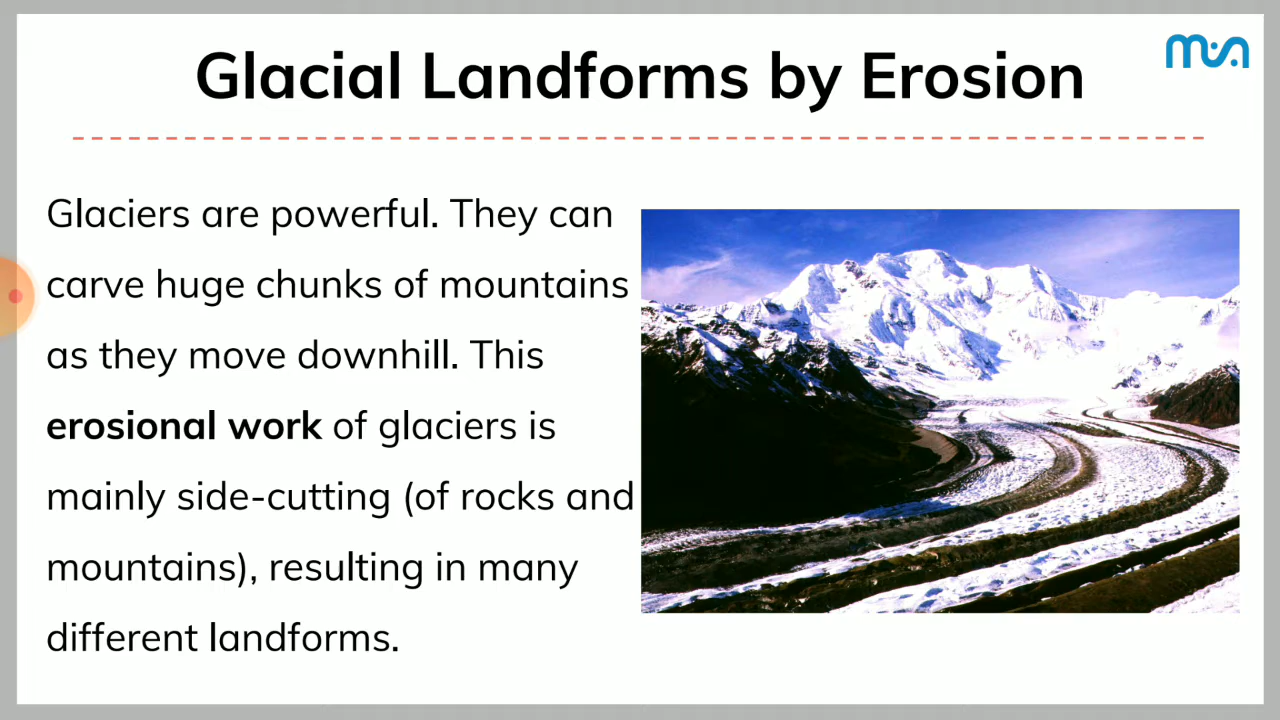 Glacial Landforms by Erosion
Glaciers are powerful. They can
carve huge chunks of mountains
as they move downhill. This
erosional work of glaciers is
mainly side-cutting (of rocks and
mountains), resulting in many
different landforms.